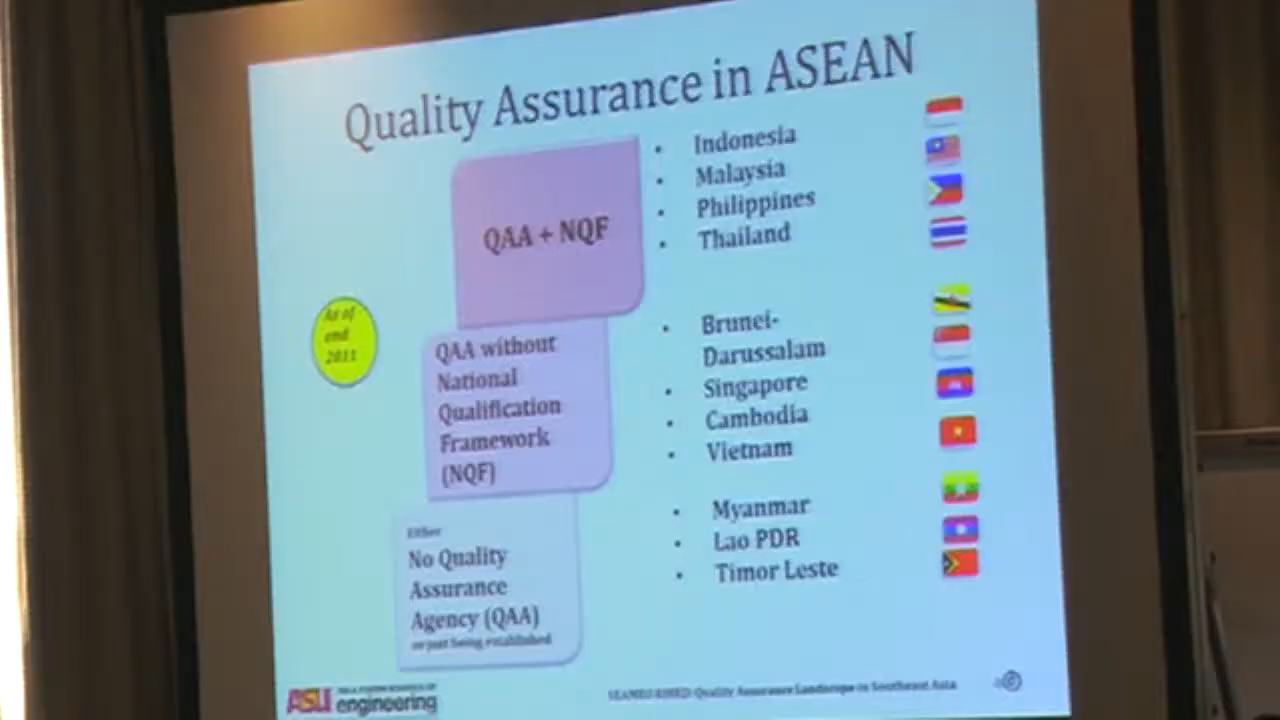 Quality Assurance in ASEAN
QAA + NQF
• Indonesia
• Malaysia
• Philippines
• Thailand
As of
end
2011
QAA without
National
Qualification
Framework
(NQF)
• Brunei-
Darussalam
• Singapore
• Cambodia
• Vietnam
Either
No Quality
Assurance
Agency (QAA)
or just being established
• Myanmar
• Lao PDR
• Timor Leste
ASU
engineering
Quality Assurance Landscape in Southeast Asia